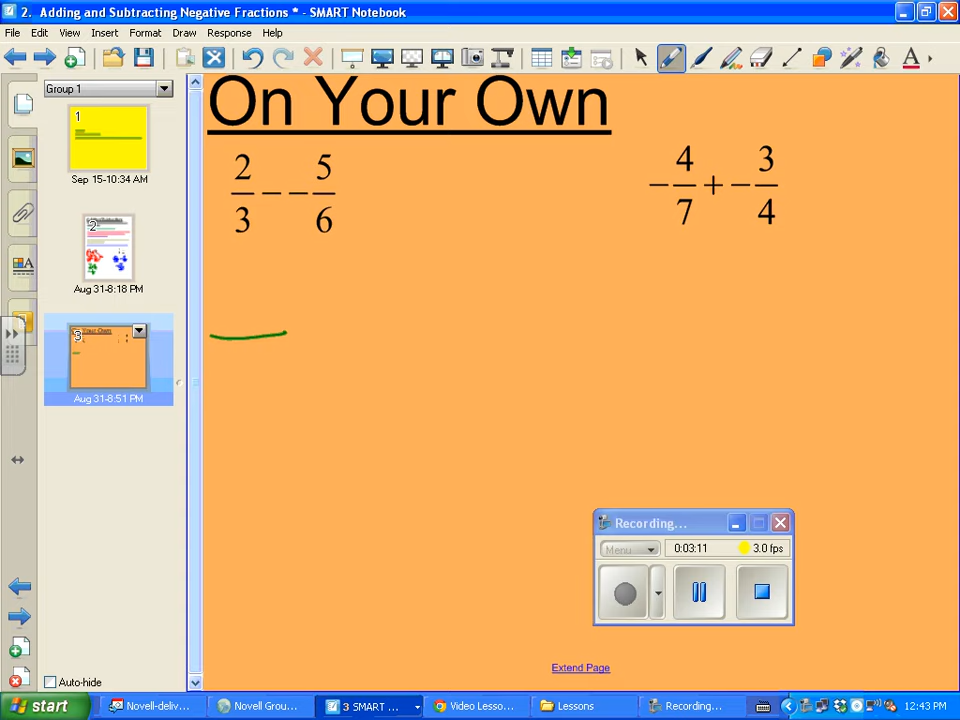 2. Adding and Subtracting Negative Fractions * - SMART Notebook
File Edit View Insert Format Draw Response Help
Group 1
1
Sep 15-10:34 AM
2
Aug 31-8:18 PM
3
Aug 31-8:51 PM
On Your Own
2/3 - - 5/6
- 4/7 + - 3/4
Recording...
Menu 0:03:11 3.0 fps
Extend Page
Auto-hide
start Novell-deliv... Novell Grou... 3 SMART ... Video Lesso... Lessons Recording... 12:43 PM